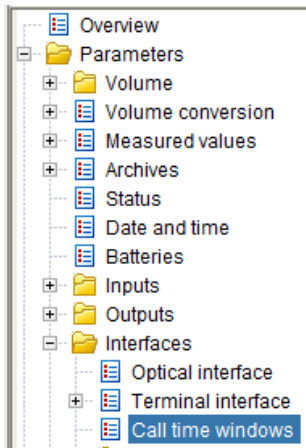 Overview
Parameters
Volume
Volume conversion
Measured values
Archives
Status
Date and time
Batteries
Inputs
Outputs
Interfaces
Optical interface
Terminal interface
Call time windows